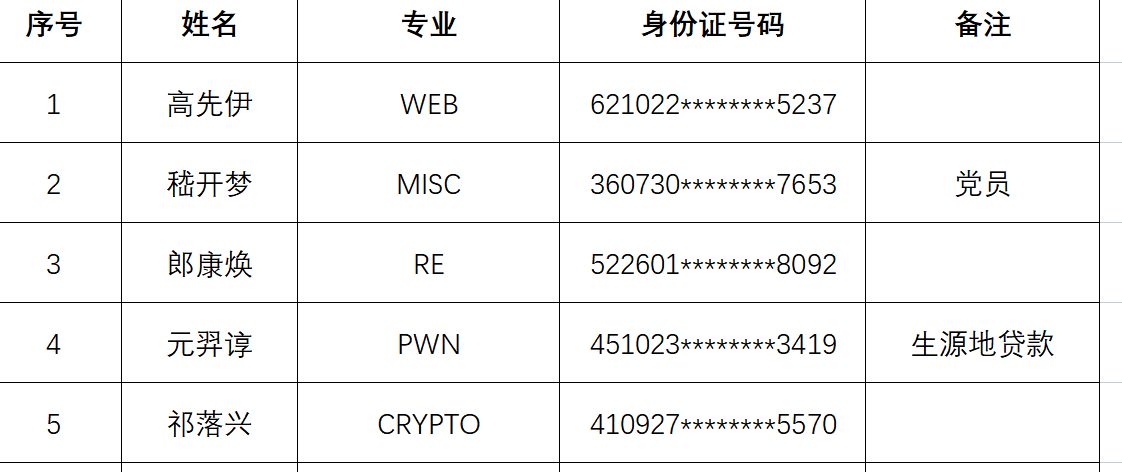 序号 姓名 专业 身份证号码 备注
1 高先伊 WEB 621022********5237
2 嵇开梦 MISC 360730********7653 党员
3 郎康焕 RE 522601********8092
4 元羿谆 PWN 451023********3419 生源地贷款
5 祁落兴 CRYPTO 410927********5570